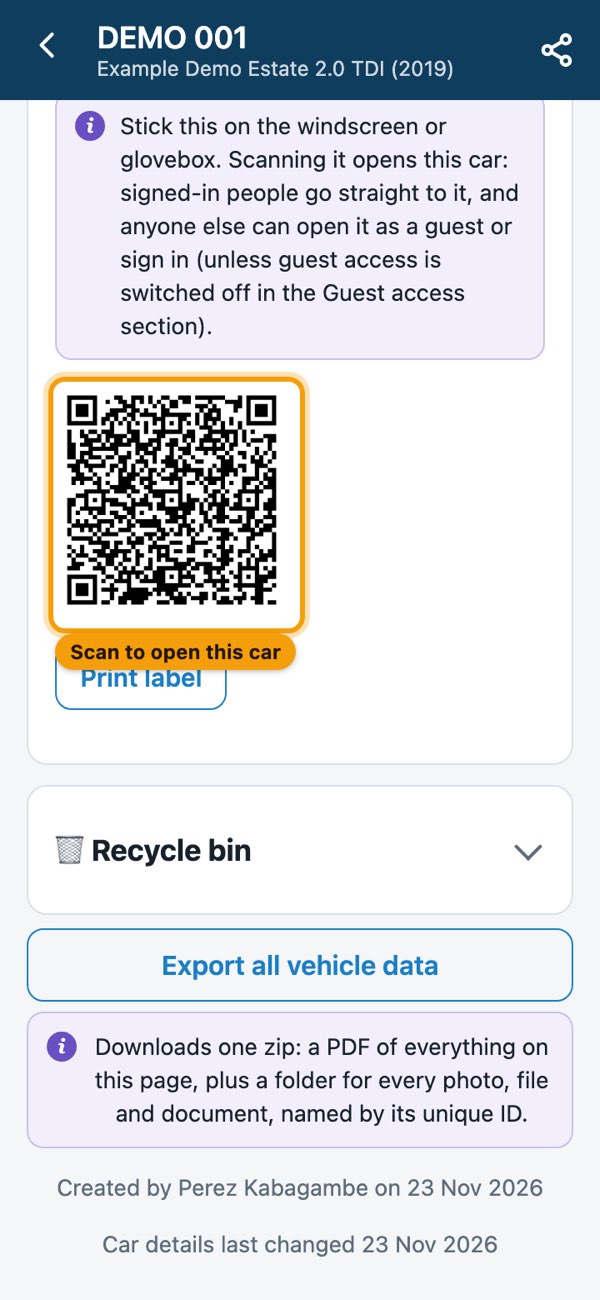 DEMO 001
Example Demo Estate 2.0 TDI (2019)
Stick this on the windscreen or
glovebox. Scanning it opens this car:
signed-in people go straight to it, and
anyone else can open it as a guest or
sign in (unless guest access is
switched off in the Guest access
section).
Scan to open this car
Print label
Recycle bin
Export all vehicle data
Downloads one zip: a PDF of everything on
this page, plus a folder for every photo, file
and document, named by its unique ID.
Created by Perez Kabagambe on 23 Nov 2026
Car details last changed 23 Nov 2026